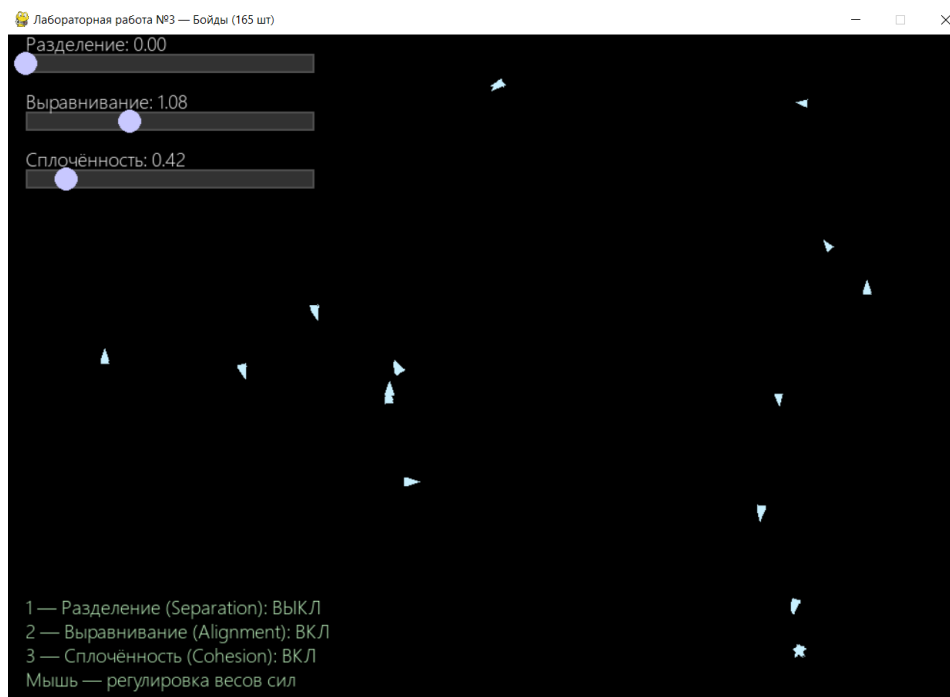 Лабораторная работа №3 — Бойды (165 шт)
Разделение: 0.00
Выравнивание: 1.08
Сплочённость: 0.42
1 — Разделение (Separation): ВЫКЛ
2 — Выравнивание (Alignment): ВКЛ
3 — Сплочённость (Cohesion): ВКЛ
Мышь — регулировка весов сил